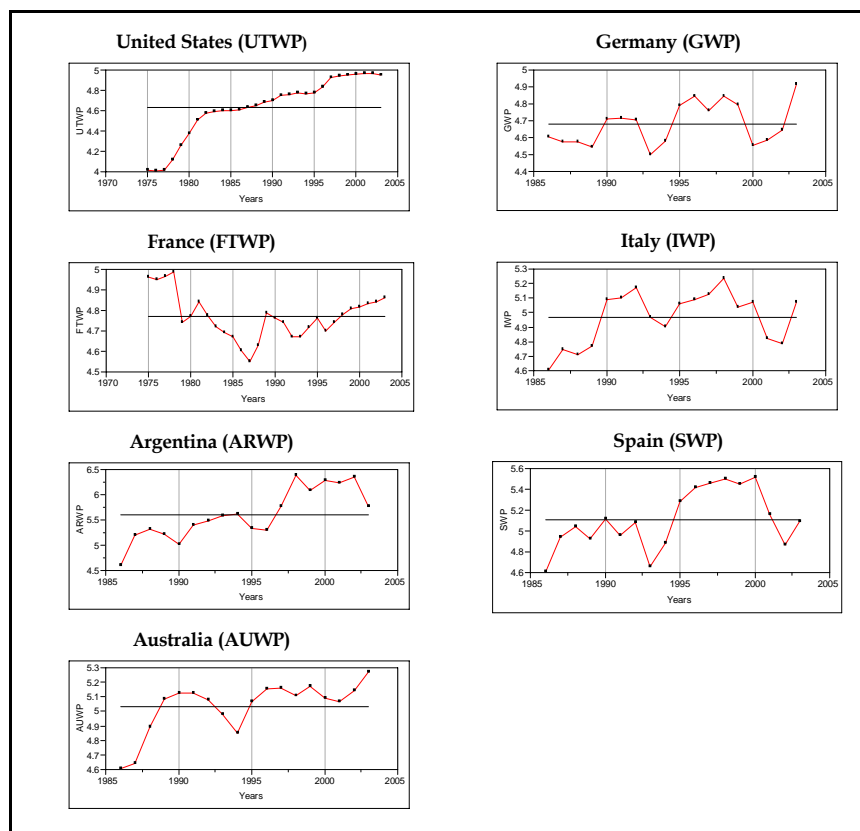 United States (UTWP)
5
4.8
4.6
4.4
4.2
4
UTWP
1970 1975 1980 1985 1990 1995 2000 2005
Years
Germany (GWP)
5
4.9
4.8
4.7
4.6
4.5
4.4
GWP
1985 1990 1995 2000 2005
Years
France (FTWP)
5
4.9
4.8
4.7
4.6
4.5
FTWP
1970 1975 1980 1985 1990 1995 2000 2005
Years
Italy (IWP)
5.3
5.2
5.1
5
4.9
4.8
4.7
4.6
IWP
1985 1990 1995 2000 2005
Years
Argentina (ARWP)
6.5
6
5.5
5
4.5
ARWP
1985 1990 1995 2000 2005
Years
Spain (SWP)
5.6
5.4
5.2
5
4.8
4.6
SWP
1985 1990 1995 2000 2005
Years
Australia (AUWP)
5.3
5.2
5.1
5
4.9
4.8
4.7
4.6
AUWP
1985 1990 1995 2000 2005
Years